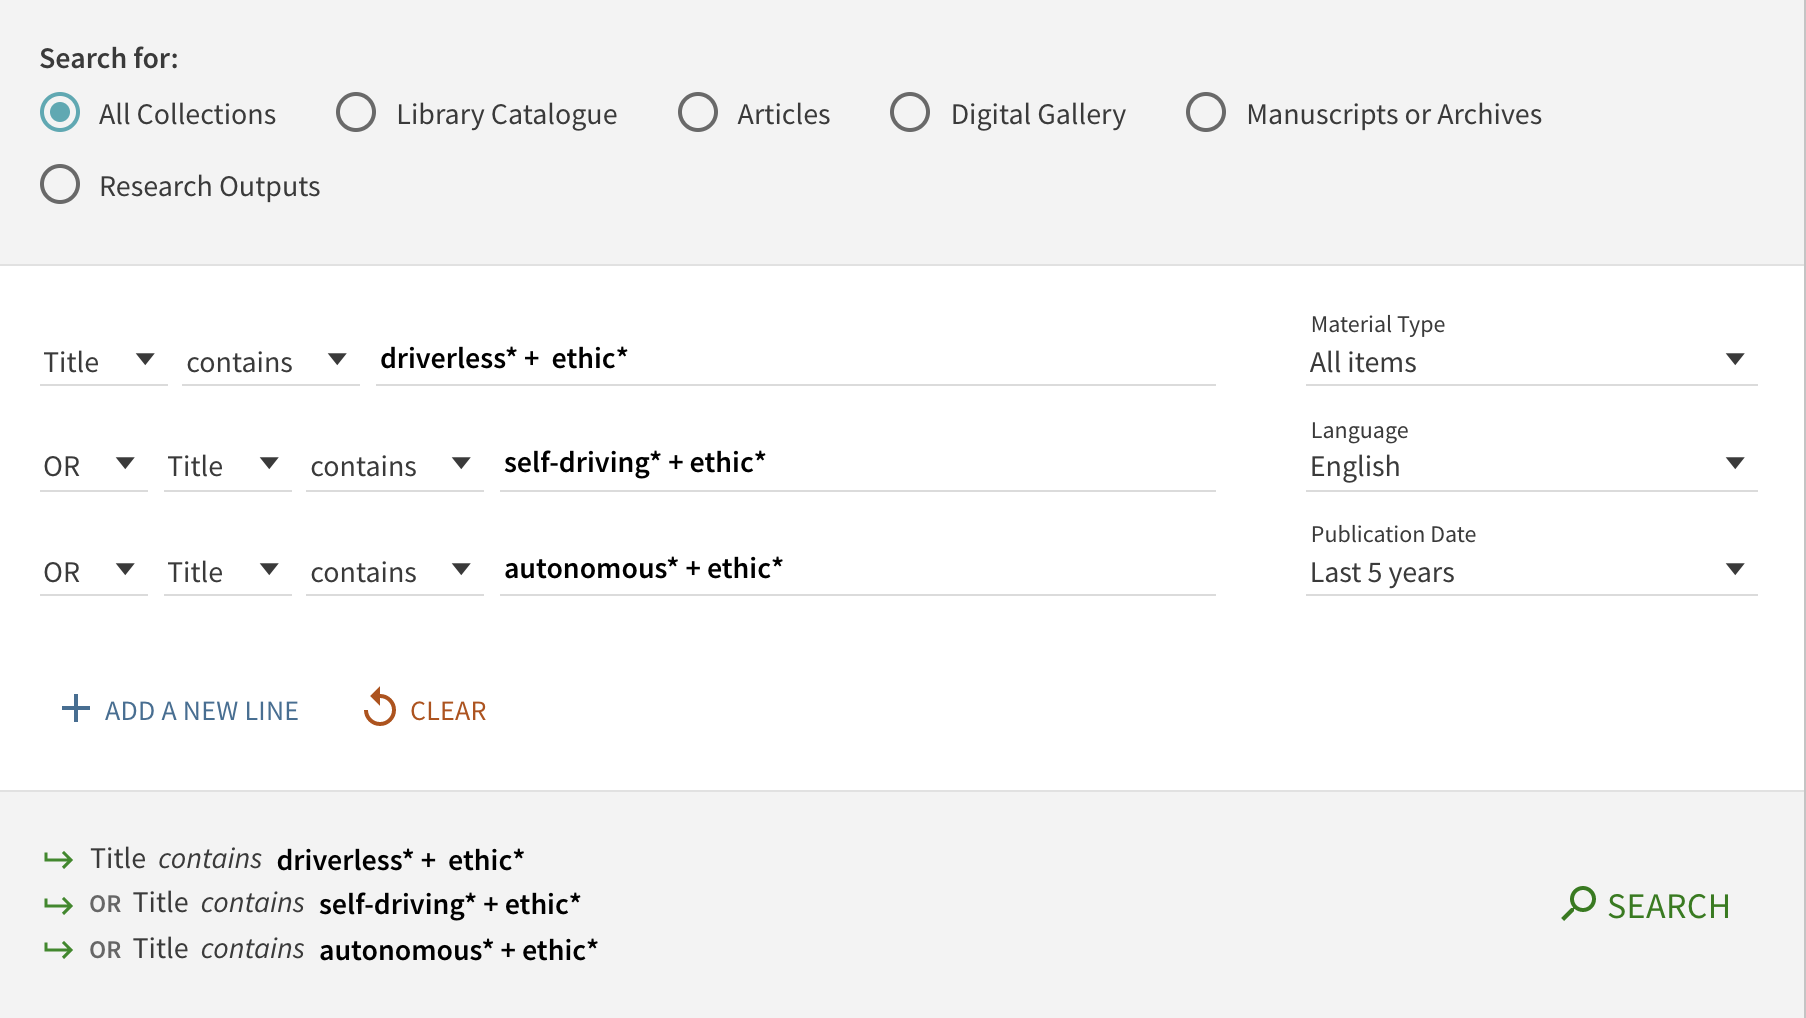 Search for:
All Collections Library Catalogue Articles Digital Gallery Manuscripts or Archives
Research Outputs
Title contains driverless* + ethic*
OR Title contains self-driving* + ethic*
OR Title contains autonomous* + ethic*
Material Type
All items
Language
English
Publication Date
Last 5 years
ADD A NEW LINE CLEAR
Title contains driverless* + ethic*
OR Title contains self-driving* + ethic*
OR Title contains autonomous* + ethic*
SEARCH